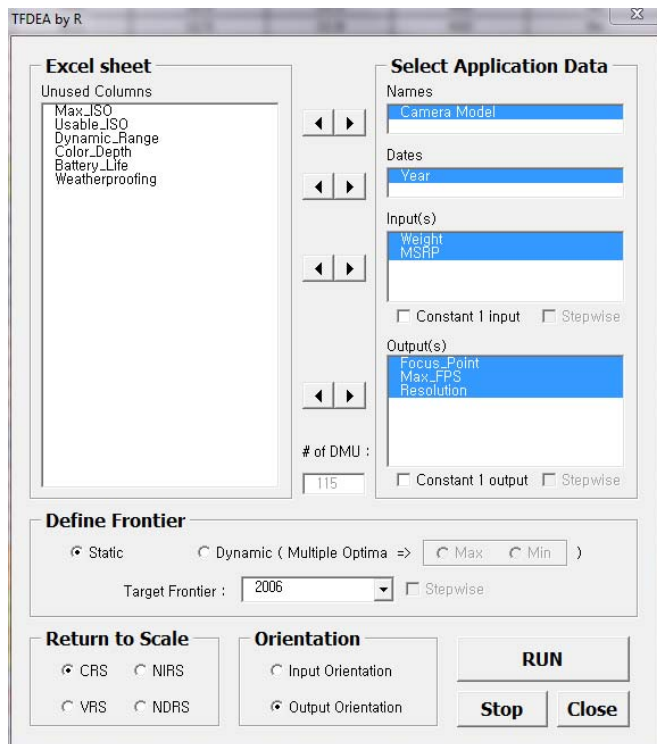 TFDEA by R
Excel sheet
Unused Columns
Max_ISO
Usable_ISO
Dynamic_Range
Color_Depth
Battery_Life
Weatherproofing
Select Application Data
Names
Camera Model
Dates
Year
Input(s)
Weight
MSRP
Constant 1 input Stepwise
Output(s)
Focus_Point
Max_FPS
Resolution
# of DMU :
115
Constant 1 output Stepwise
Define Frontier
Static Dynamic ( Multiple Optima => Max Min )
Target Frontier : 2006 Stepwise
Return to Scale
CRS NIRS
VRS NDRS
Orientation
Input Orientation
Output Orientation
RUN
Stop Close